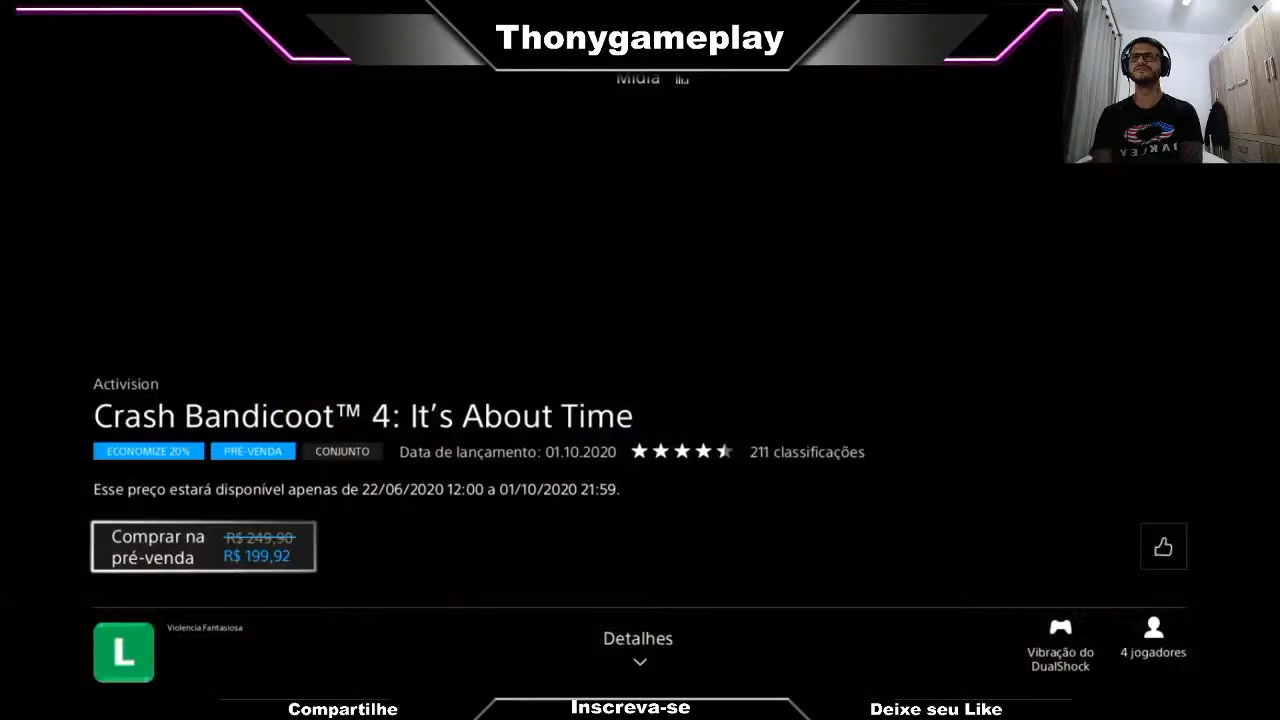 Thonygameplay
Mídia
YAKLEY
Activision
Crash Bandicoot™ 4: It's About Time
ECONOMIZE 20% PRÉ-VENDA CONJUNTO Data de lançamento: 01.10.2020 211 classificações
Esse preço estará disponível apenas de 22/06/2020 12:00 a 01/10/2020 21:59.
Comprar na R$ 249,90
pré-venda R$ 199,92
L
Violencia Fantasiosa
Detalhes
Vibração do
DualShock
4 jogadores
Compartilhe
Inscreva-se
Deixe seu Like